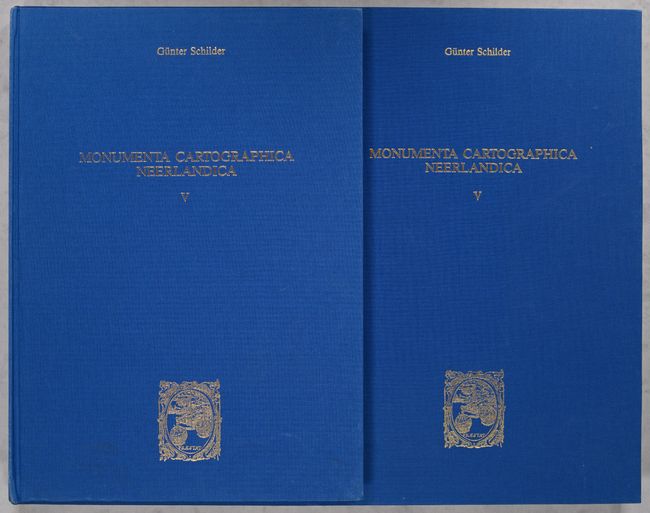 Günter Schilder
MONUMENTA CARTOGRAPHICA
NEERLANDICA
V
Günter Schilder
MONUMENTA CARTOGRAPHICA
NEERLANDICA
V